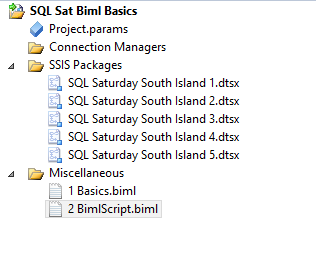 SQL Sat Biml Basics
Project.params
Connection Managers
SSIS Packages
SQL Saturday South Island 1.dtsx
SQL Saturday South Island 2.dtsx
SQL Saturday South Island 3.dtsx
SQL Saturday South Island 4.dtsx
SQL Saturday South Island 5.dtsx
Miscellaneous
1 Basics.biml
2 BimlScript.biml